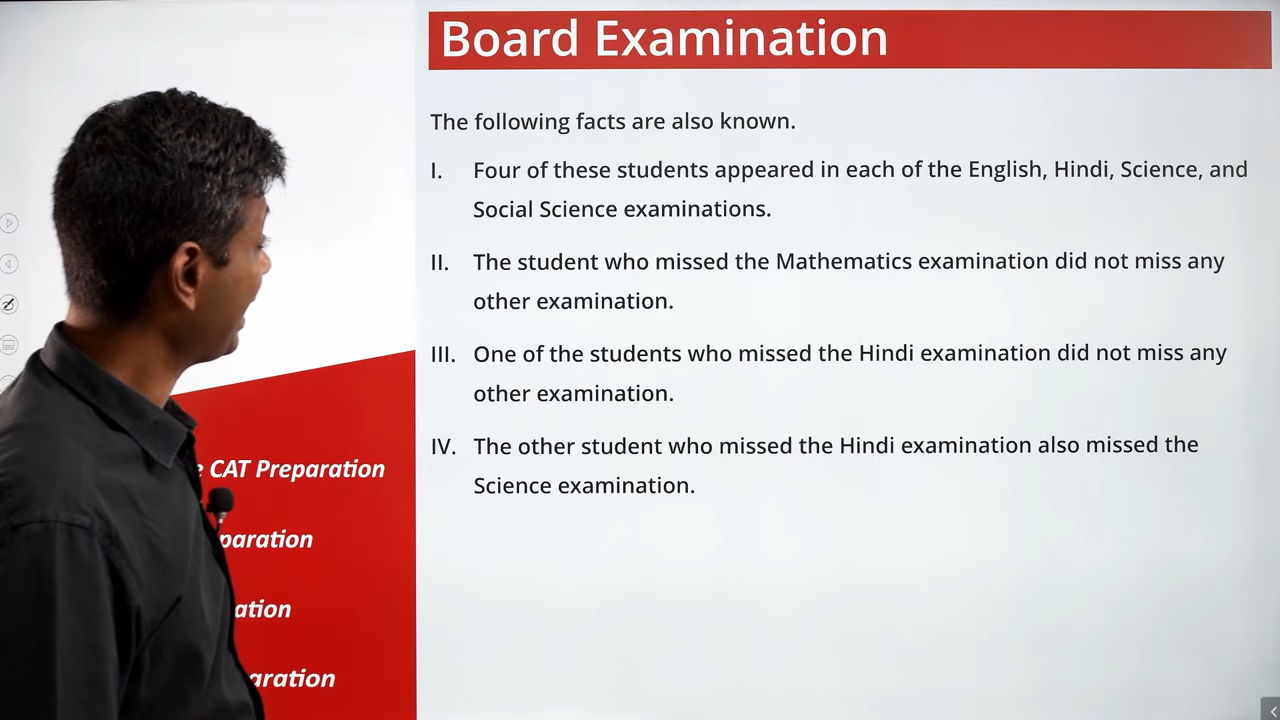 Board Examination
The following facts are also known.
I. Four of these students appeared in each of the English, Hindi, Science, and
Social Science examinations.
II. The student who missed the Mathematics examination did not miss any
other examination.
III. One of the students who missed the Hindi examination did not miss any
other examination.
IV. The other student who missed the Hindi examination also missed the
Science examination.
CAT Preparation
paration
ation
aration